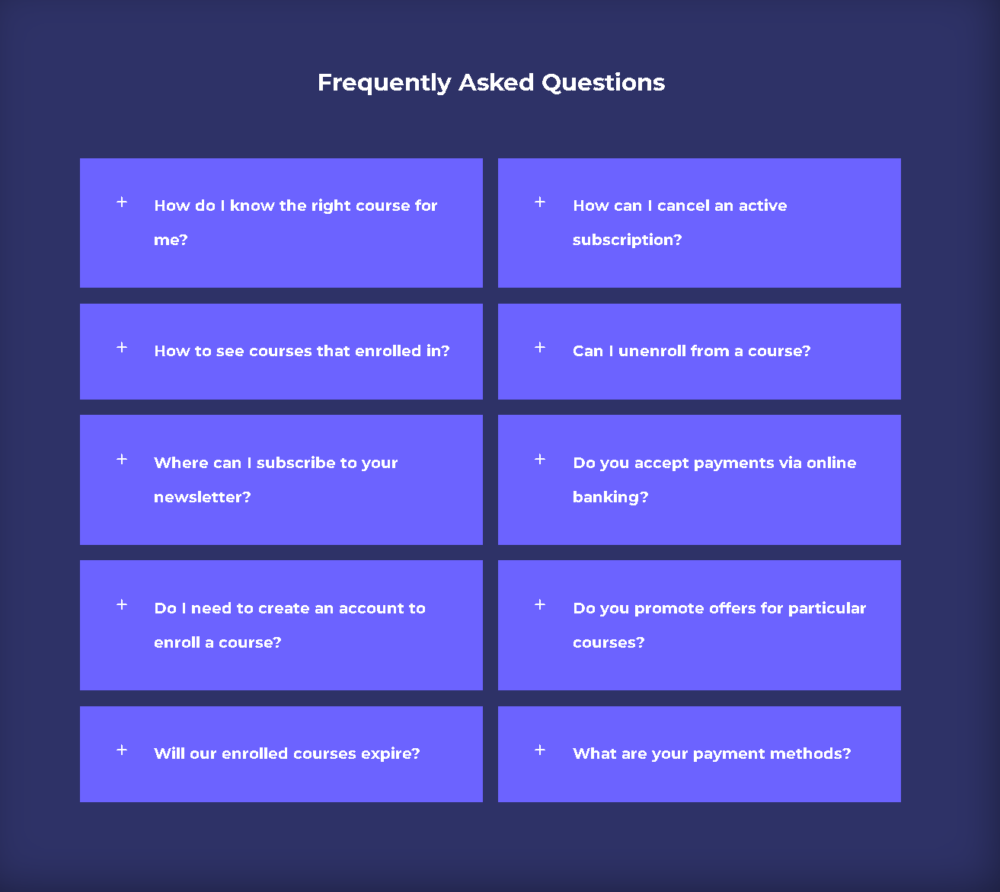 Frequently Asked Questions
+ How do I know the right course for
me?
+ How can I cancel an active
subscription?
+ How to see courses that enrolled in?
+ Can I unenroll from a course?
+ Where can I subscribe to your
newsletter?
+ Do you accept payments via online
banking?
+ Do I need to create an account to
enroll a course?
+ Do you promote offers for particular
courses?
+ Will our enrolled courses expire?
+ What are your payment methods?